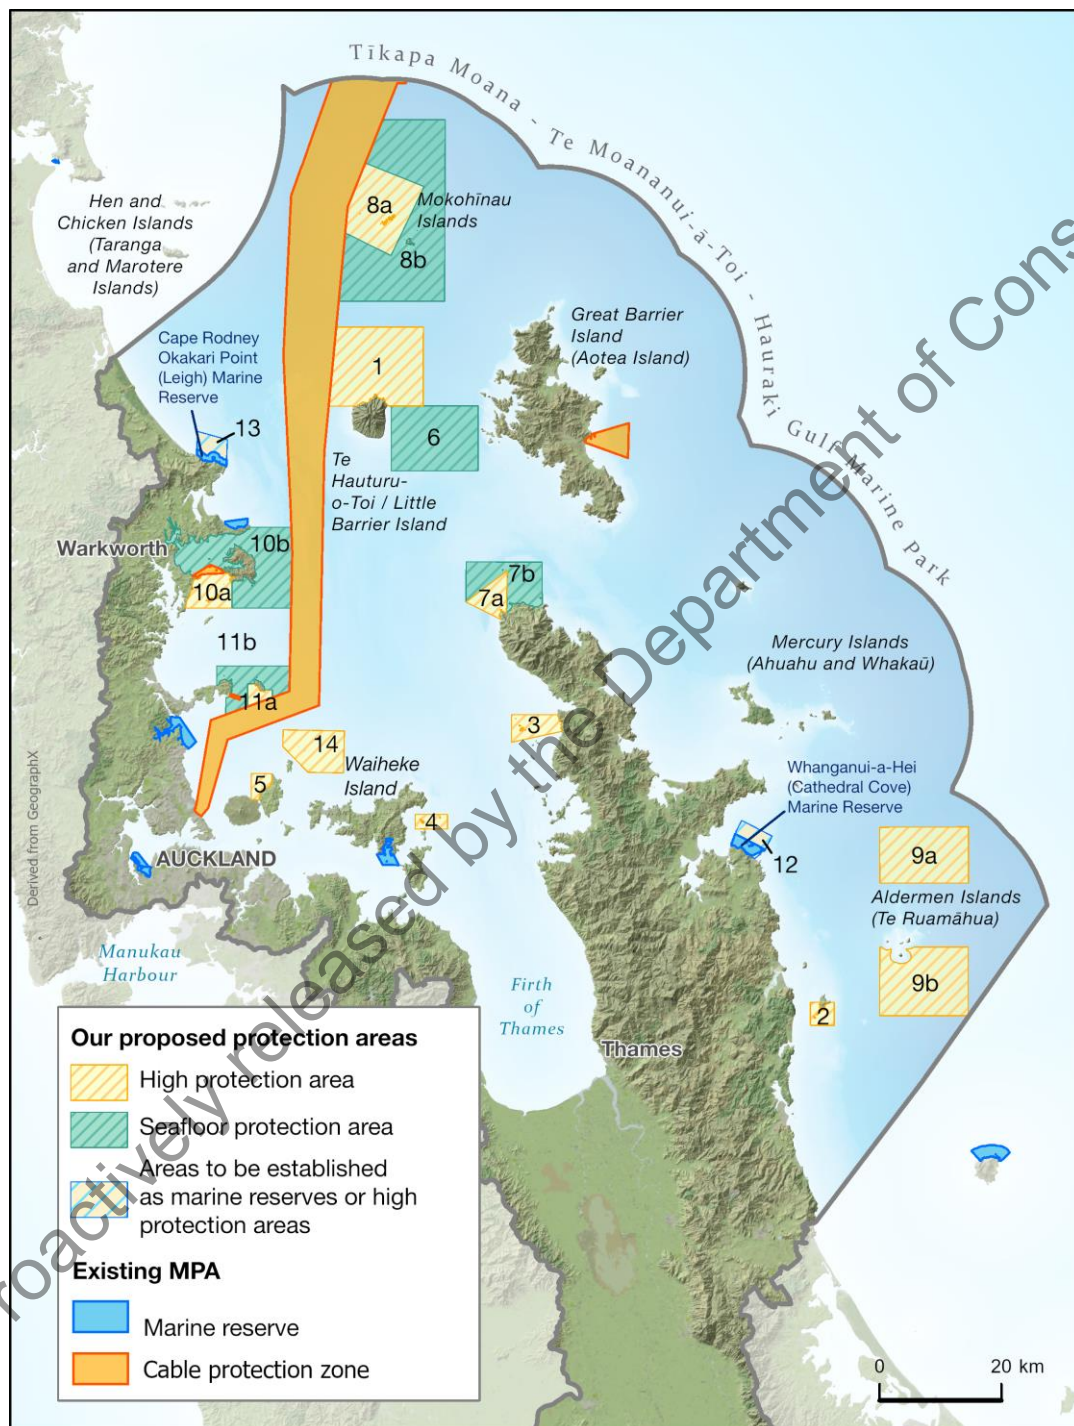 Tīkapa Moana - Te Moananui-ā-Toi - Hauraki Gulf Marine Park
Hen and
Chicken Islands
(Taranga
and Marotere
Islands)
8a
Mokohīnau
Islands
8b
Cape Rodney
Okakari Point
(Leigh) Marine
Reserve
13
1
Great Barrier
Island
(Aotea Island)
6
Te
Hauturu-
o-Toi / Little
Barrier Island
Warkworth
10b
10a
7b
7a
11b
11a
Mercury Islands
(Ahuahu and Whakaū)
3
14
Waiheke
Island
5
4
Whanganui-a-Hei
(Cathedral Cove)
Marine Reserve
12
AUCKLAND
9a
Aldermen Islands
(Te Ruamāhua)
9b
2
Manukau
Harbour
Firth
of
Thames
Thames
Derived from GeographX
Our proposed protection areas
High protection area
Seafloor protection area
Areas to be established
as marine reserves or high
protection areas
Existing MPA
Marine reserve
Cable protection zone
0 20 km
roactively released by the Department of Cons